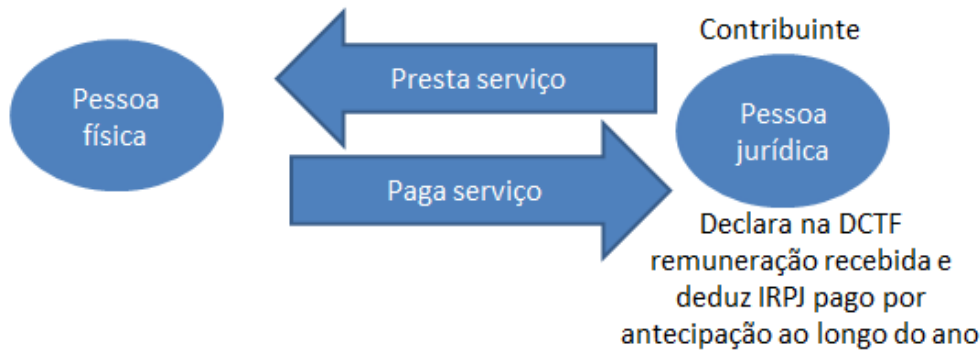 Contribuinte
Pessoa
física
Presta serviço
Paga serviço
Pessoa
jurídica
Declara na DCTF
remuneração recebida e
deduz IRPJ pago por
antecipação ao longo do ano